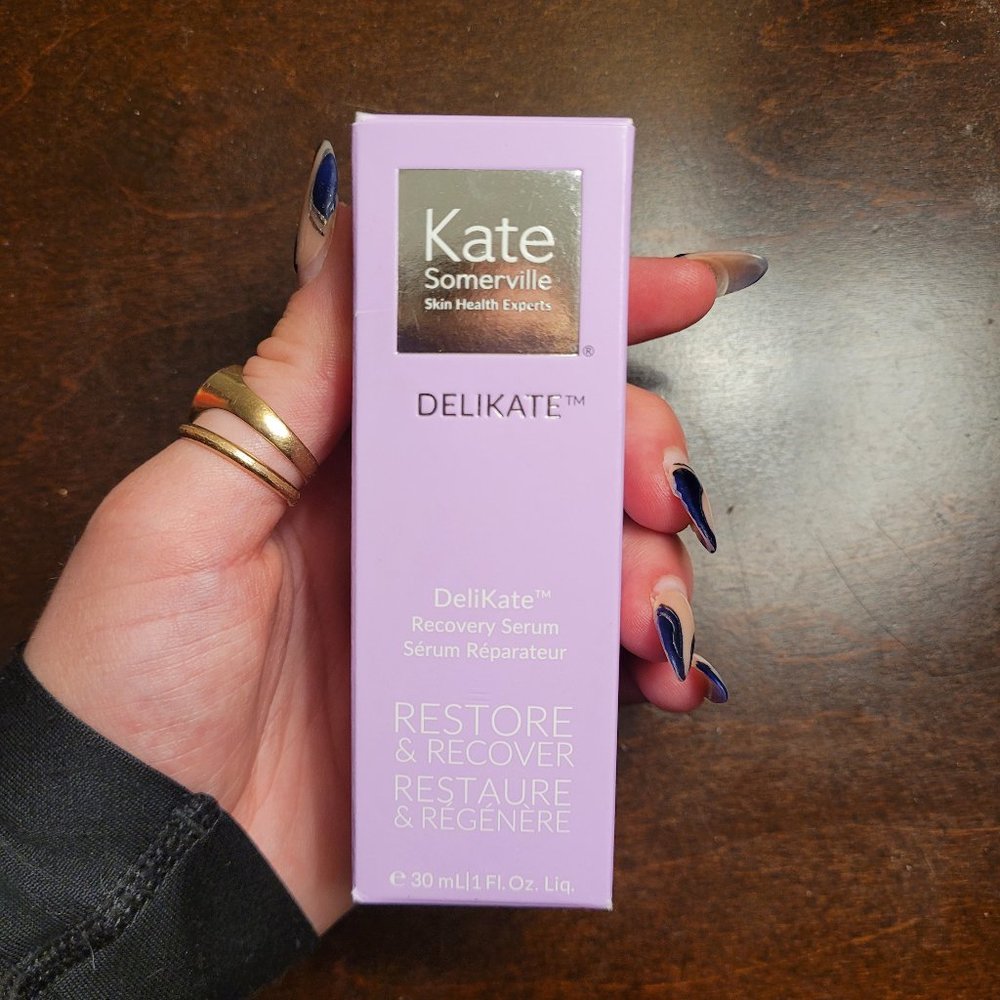 Kate
Somerville
Skin Health Experts
®
DELIKATE™
DeliKate™
Recovery Serum
Sérum Réparateur
RESTORE
& RECOVER
RESTAURE
& RÉGÉNÈRE
℮ 30 mL|1 Fl. Oz. Liq.